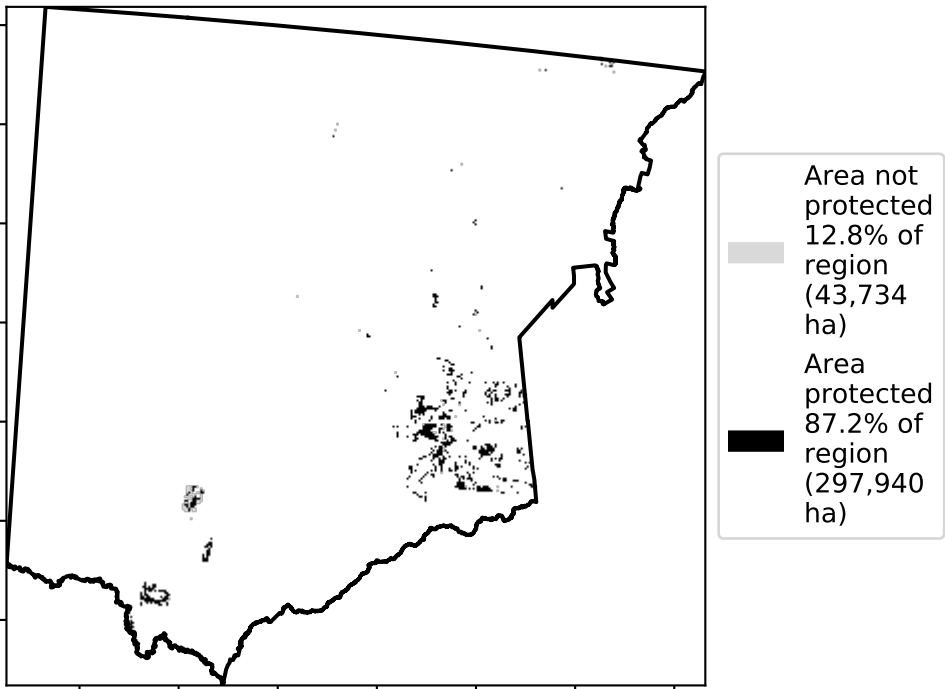 Area not
protected
12.8% of
region
(43,734
ha)
Area
protected
87.2% of
region
(297,940
ha)